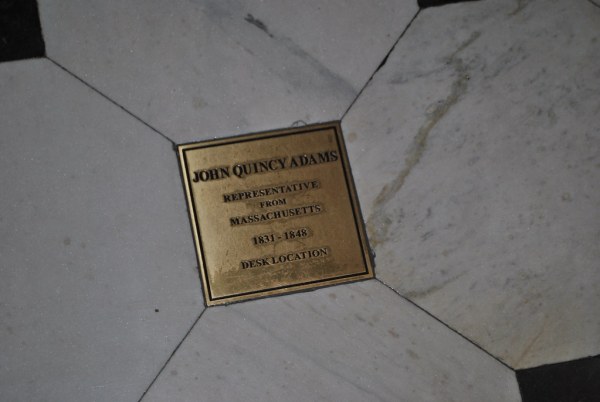 JOHN QUINCY ADAMS
REPRESENTATIVE
FROM
MASSACHUSETTS
1831 - 1848
DESK LOCATION